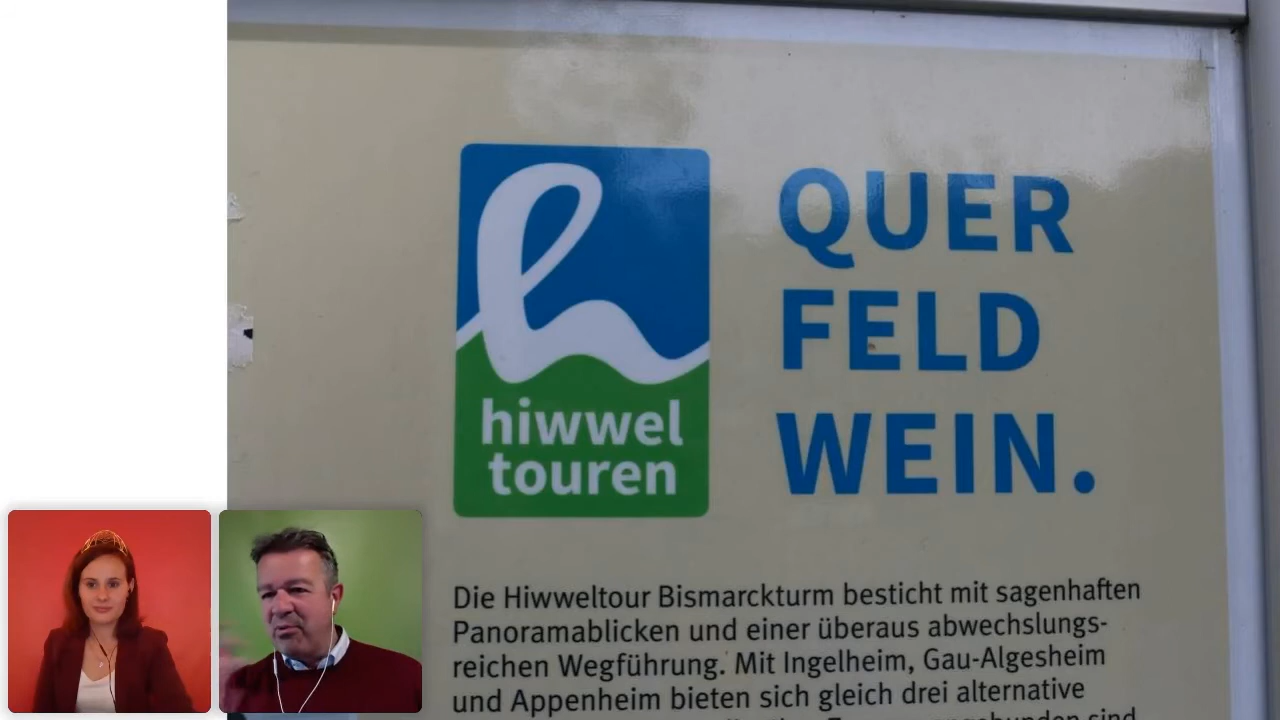 hiwwel
touren
QUER
FELD
WEIN.
Die Hiwweltour Bismarckturm besticht mit sagenhaften
Panoramablicken und einer überaus abwechslungs-
reichen Wegführung. Mit Ingelheim, Gau-Algesheim
und Appenheim bieten sich gleich drei alternative
sind